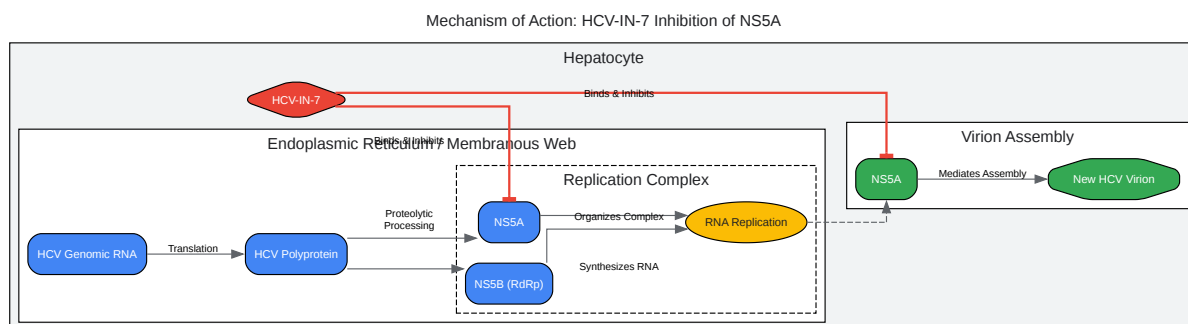 Mechanism of Action: HCV-IN-7 Inhibition of NS5A
Hepatocyte
HCV-IN-7
Binds & Inhibits
Binds & Inhibits
Endoplasmic Reticulum / Membranous Web
Virion Assembly
Replication Complex
NS5A
Mediates Assembly
New HCV Virion
Proteolytic
Processing
NS5A
Organizes Complex
RNA Replication
HCV Genomic RNA
Translation
HCV Polyprotein
NS5B (RdRp)
Synthesizes RNA